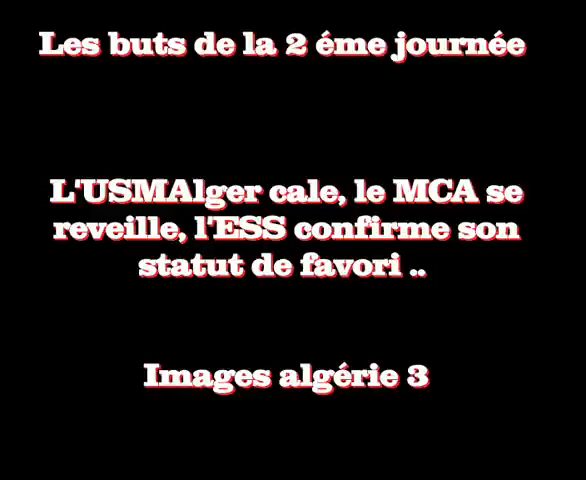 Les buts de la 2 éme journée
L'USMAlger cale, le MCA se
reveille, l'ESS confirme son
statut de favori ..
Images algérie 3